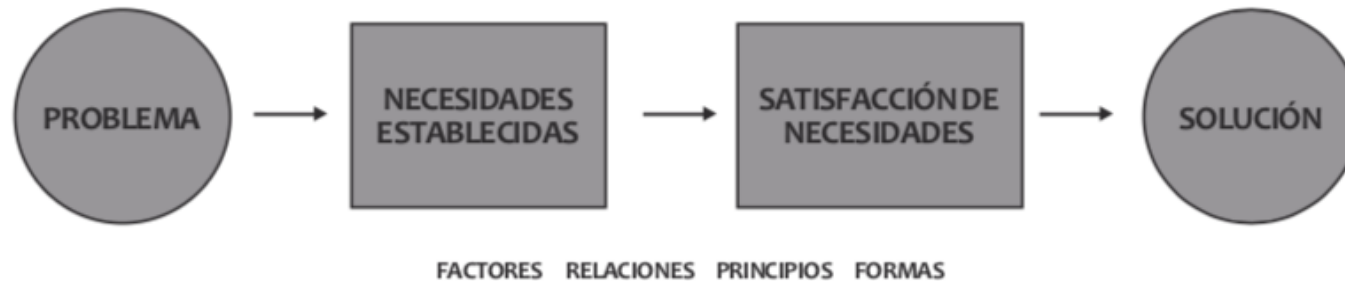 PROBLEMA
NECESIDADES
ESTABLECIDAS
SATISFACCIÓN DE
NECESIDADES
SOLUCIÓN
FACTORES RELACIONES PRINCIPIOS FORMAS